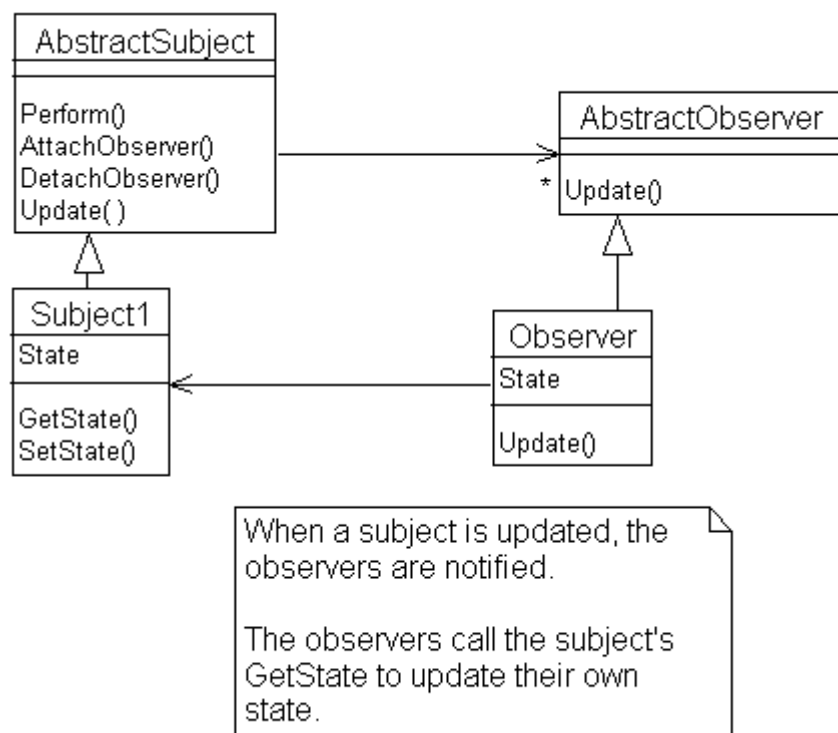 AbstractSubject
Perform()
AttachObserver()
DetachObserver()
Update( )
AbstractObserver
* Update()
Subject1
State
GetState()
SetState()
Observer
State
Update()
When a subject is updated, the
observers are notified.
The observers call the subject's
GetState to update their own
state.